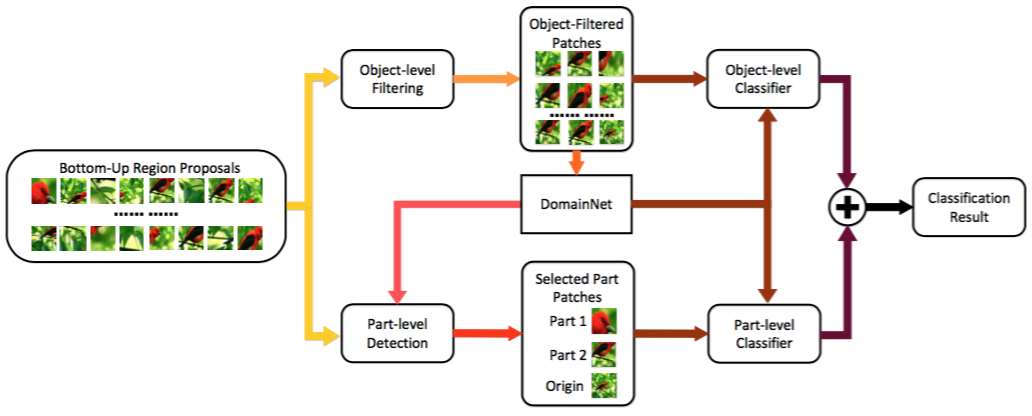 Object-Filtered
Patches
Object-level
Filtering
Object-level
Classifier
Bottom-Up Region Proposals
DomainNet
Classification
Result
Selected Part
Patches
Part 1
Part 2
Origin
Part-level
Detection
Part-level
Classifier